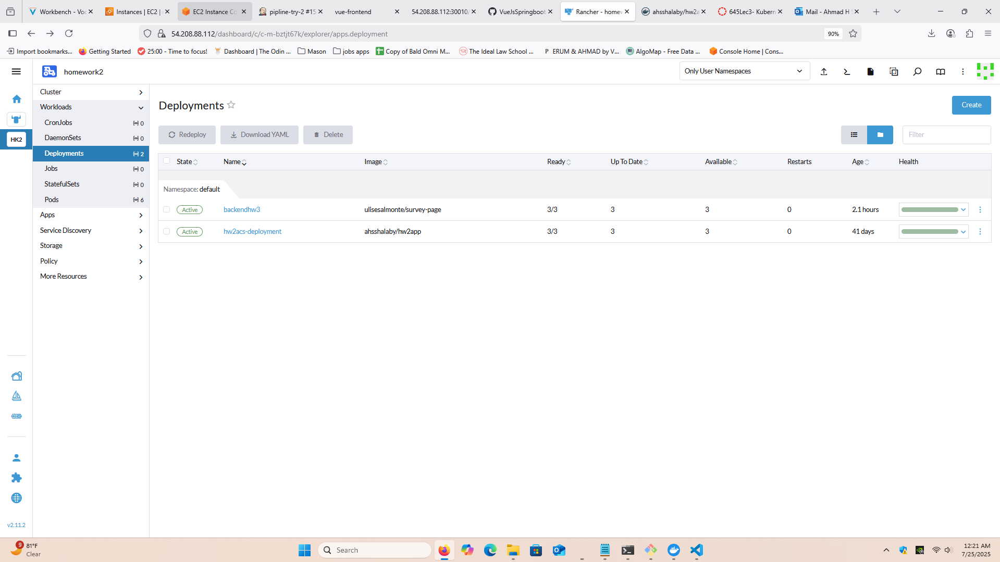 Workbench - Voc
Instances | EC2 |
EC2 Instance Co
pipline-try-2 #15
vue-frontend
54.208.88.112:30010/
VueJsSpringboot
Rancher - homew
ahsshalaby/hw2a
645Lec3- Kubern
Mail - Ahmad H S
54.208.88.112/dashboard/c/c-m-bztjt67k/explorer/apps.deployment
90%
Import bookmarks...
Getting Started
25:00 - Time to focus!
Dashboard | The Odin ...
Mason
jobs apps
Copy of Bald Omni M...
The Ideal Law School ...
P ERUM & AHMAD by V...
AlgoMap - Free Data ...
Console Home | Cons...
homework2
Only User Namespaces
HK2
Cluster
Workloads
CronJobs 0
DaemonSets 0
Deployments 2
Jobs 0
StatefulSets 0
Pods 6
Apps
Service Discovery
Storage
Policy
More Resources
v2.11.2
Deployments
Create
Redeploy
Download YAML
Delete
Filter
State Name Image Ready Up To Date Available Restarts Age Health
Namespace: default
Active backendhw3 ulisesalmonte/survey-page 3/3 3 3 0 2.1 hours
Active hw2acs-deployment ahsshalaby/hw2app 3/3 3 3 0 41 days
9
81°F
Clear
Search
12:21 AM
7/25/2025